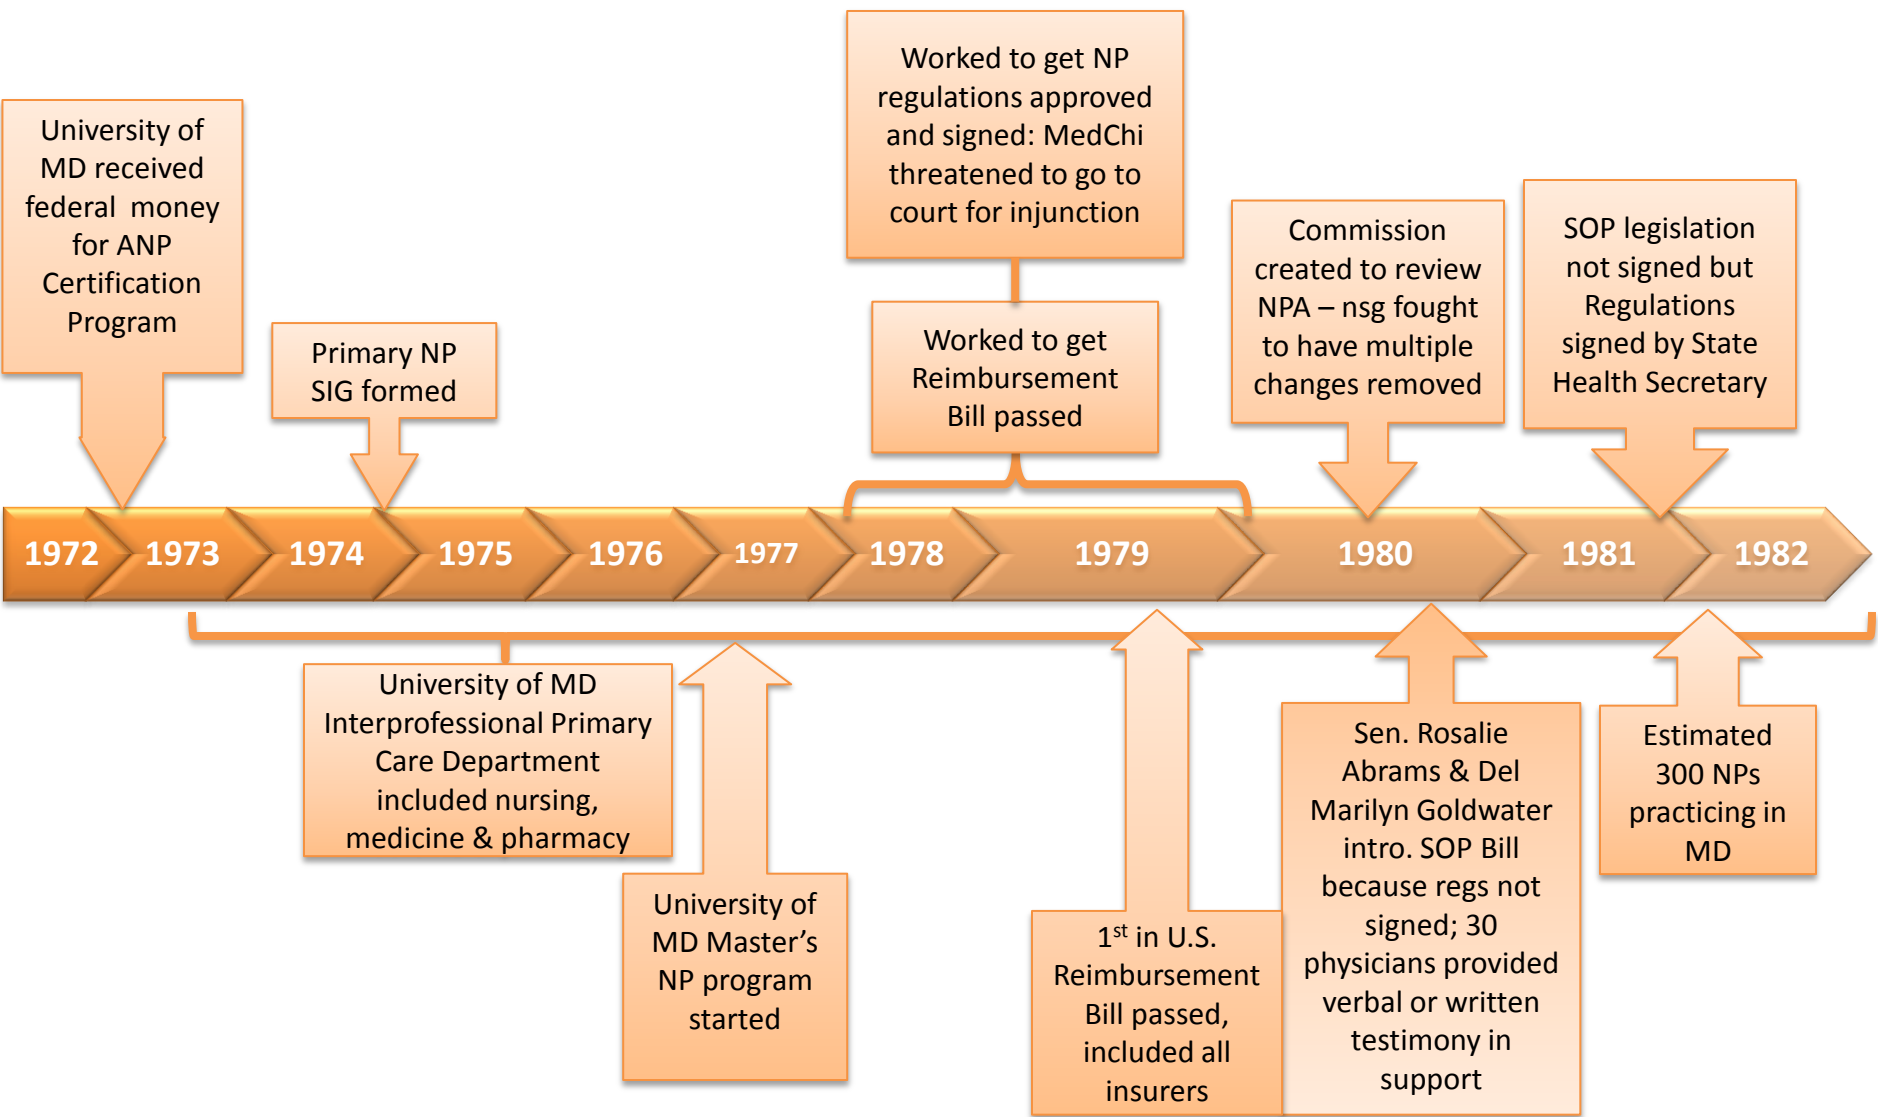 University of
MD received
federal  money
for ANP
Certification
Program
Primary NP
SIG formed
Worked to get NP
regulations approved
and signed: MedChi
threatened to go to
court for injunction
Worked to get
Reimbursement
Bill passed
Commission
created to review
NPA – nsg fought
to have multiple
changes removed
SOP legislation
not signed but
Regulations
signed by State
Health Secretary
1972 1973 1974 1975 1976 1977 1978 1979 1980 1981 1982
University of MD
Interprofessional Primary
Care Department
included nursing,
medicine & pharmacy
University of
MD Master’s
NP program
started
1st in U.S.
Reimbursement
Bill passed,
included all
insurers
Sen. Rosalie
Abrams & Del
Marilyn Goldwater
intro. SOP Bill
because regs not
signed; 30
physicians provided
verbal or written
testimony in
support
Estimated
300 NPs
practicing in
MD